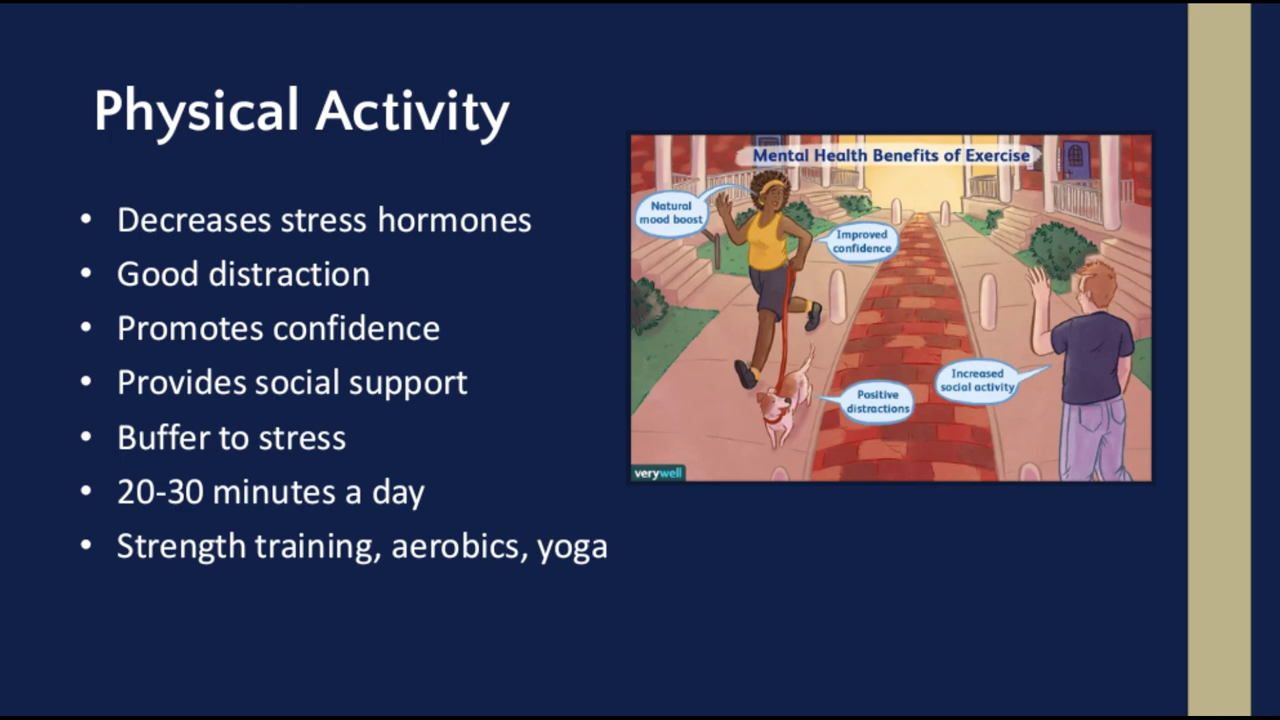 Physical Activity
• Decreases stress hormones
• Good distraction
• Promotes confidence
• Provides social support
• Buffer to stress
• 20-30 minutes a day
• Strength training, aerobics, yoga
Mental Health Benefits of Exercise
Natural
mood boost
Improved
confidence
Increased
social activity
Positive
distractions
verywell